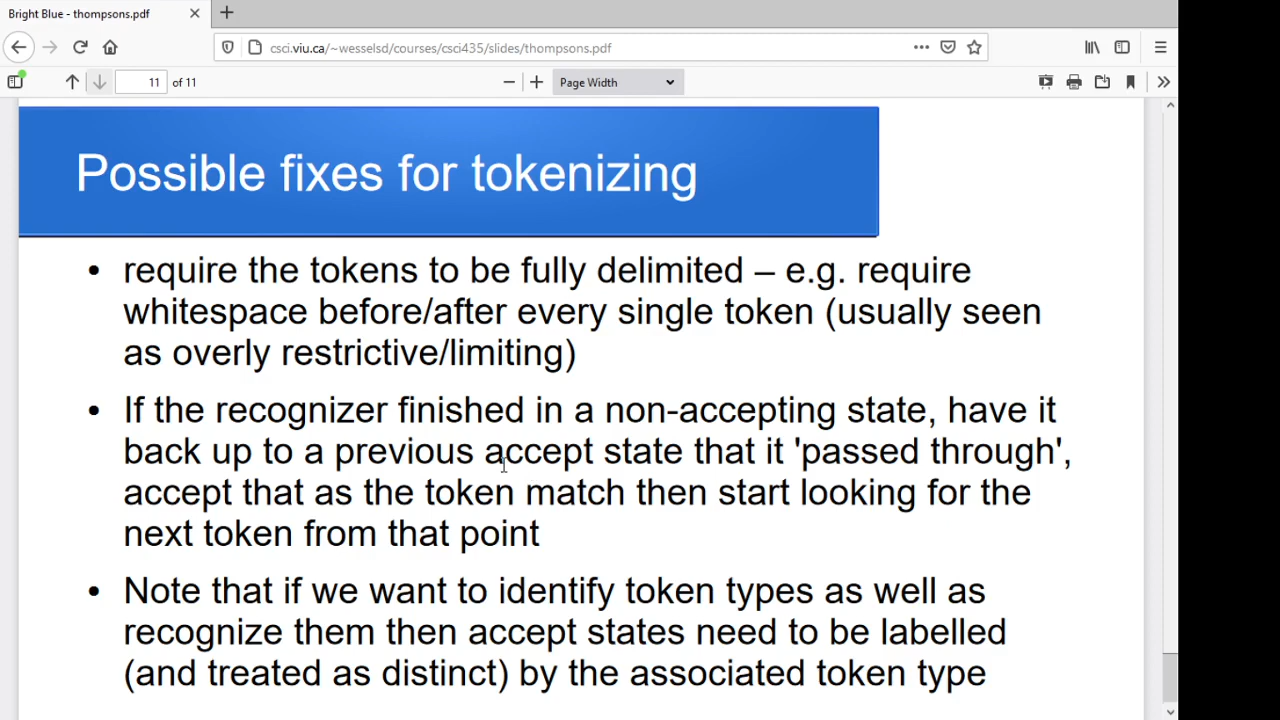 Bright Blue - thompsons.pdf
csci.viu.ca/~wesselsd/courses/csci435/slides/thompsons.pdf
11 of 11
Page Width
Possible fixes for tokenizing
• require the tokens to be fully delimited – e.g. require
whitespace before/after every single token (usually seen
as overly restrictive/limiting)
• If the recognizer finished in a non-accepting state, have it
back up to a previous accept state that it 'passed through',
accept that as the token match then start looking for the
next token from that point
• Note that if we want to identify token types as well as
recognize them then accept states need to be labelled
(and treated as distinct) by the associated token type